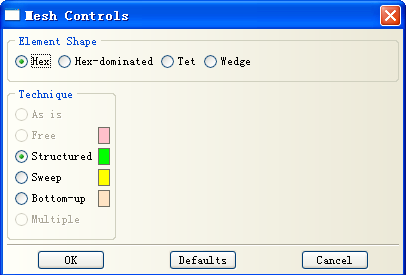 Mesh Controls
Element Shape
Hex Hex-dominated Tet Wedge
Technique
As is
Free
Structured
Sweep
Bottom-up
Multiple
OK Defaults Cancel